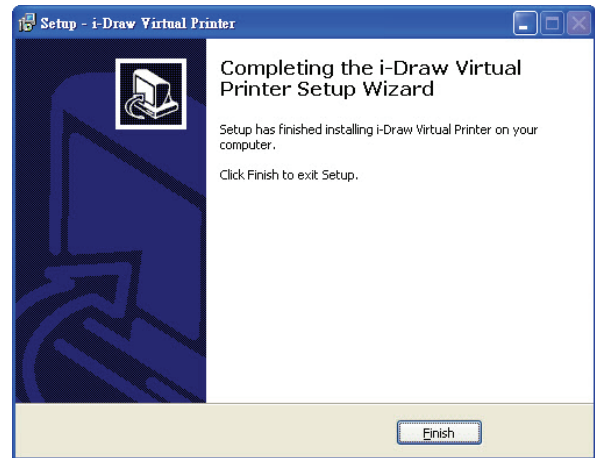 Setup - i-Draw Virtual Printer
Completing the i-Draw Virtual
Printer Setup Wizard
Setup has finished installing i-Draw Virtual Printer on your
computer.
Click Finish to exit Setup.
Finish